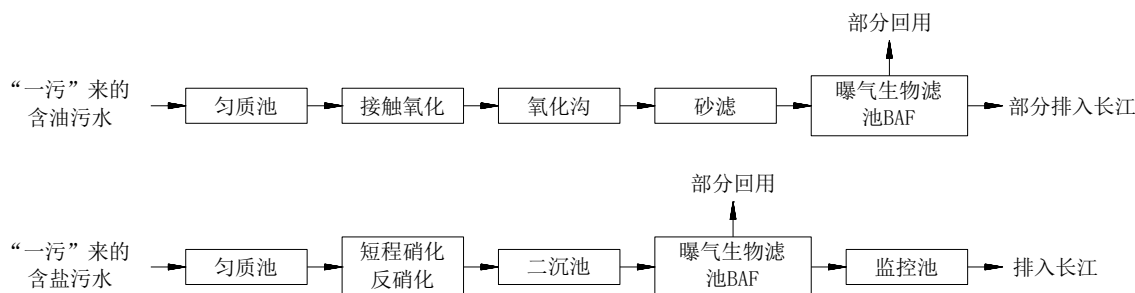 部分回用
“一污”来的
含油污水
匀质池
接触氧化
氧化沟
砂滤
曝气生物滤
池BAF
部分排入长江
部分回用
“一污”来的
含盐污水
匀质池
短程硝化
反硝化
二沉池
曝气生物滤
池BAF
监控池
排入长江